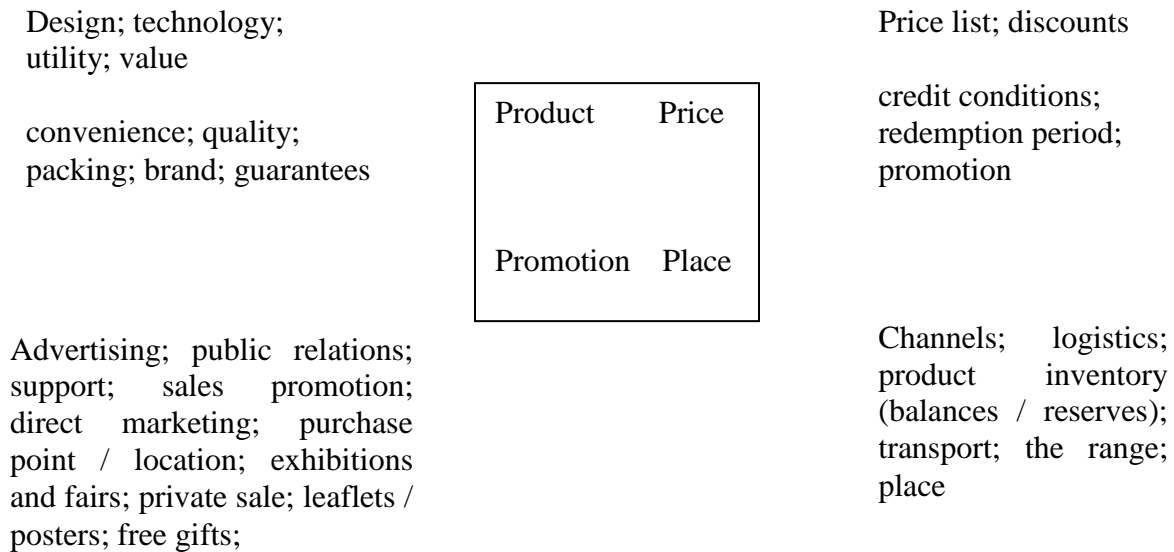 Design; technology;
utility; value
convenience; quality;
packing; brand; guarantees
Product Price
Promotion Place
Price list; discounts
credit conditions;
redemption period;
promotion
Advertising; public relations;
support; sales promotion;
direct marketing; purchase
point / location; exhibitions
and fairs; private sale; leaflets /
posters; free gifts;
Channels; logistics;
product inventory
(balances / reserves);
transport; the range;
place